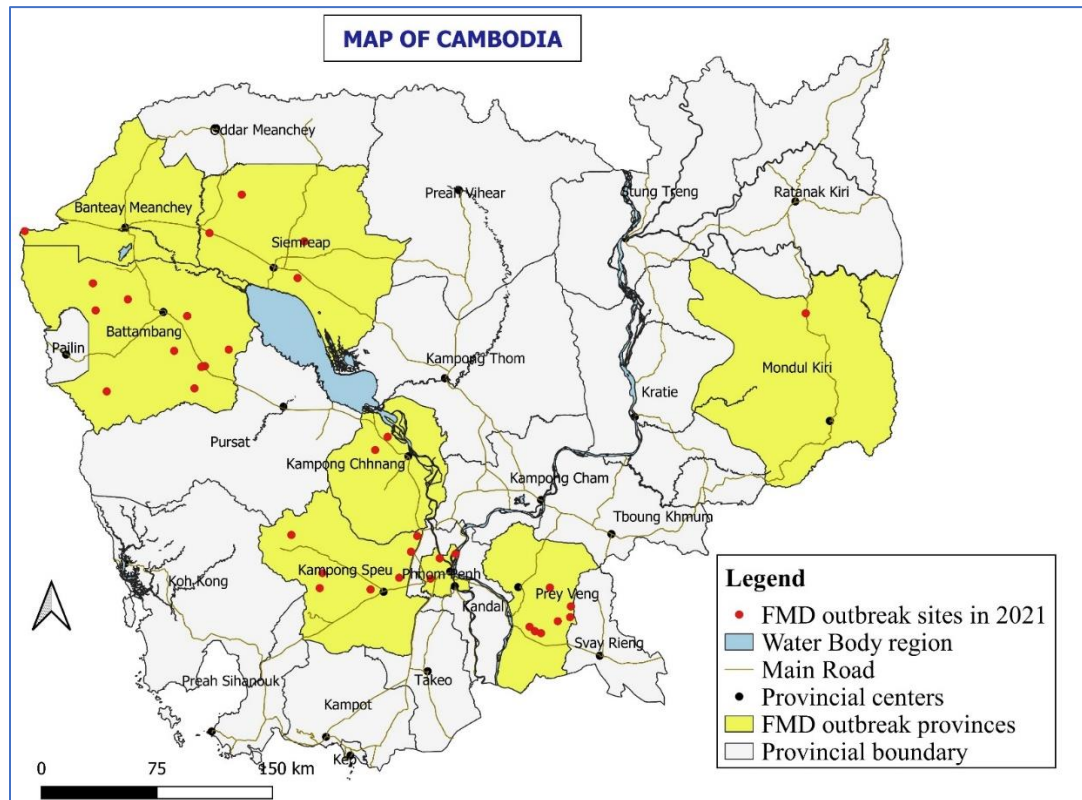 MAP OF CAMBODIA
Oddar Meanchey
Preah Vihear
Stung Treng
Ratanak Kiri
Banteay Meanchey
Siemreap
Battambang
Pailin
Kampong Thom
Mondul Kiri
Kratie
Pursat
Kampong Chhnang
Kampong Cham
Tboung Khmum
Koh Kong
Kampong Speu
Phnom Penh
Kandal
Prey Veng
Svay Rieng
Preah Sihanouk
Takeo
Kampot
Kep
Legend
FMD outbreak sites in 2021
Water Body region
Main Road
Provincial centers
FMD outbreak provinces
Provincial boundary
0 75 150 km